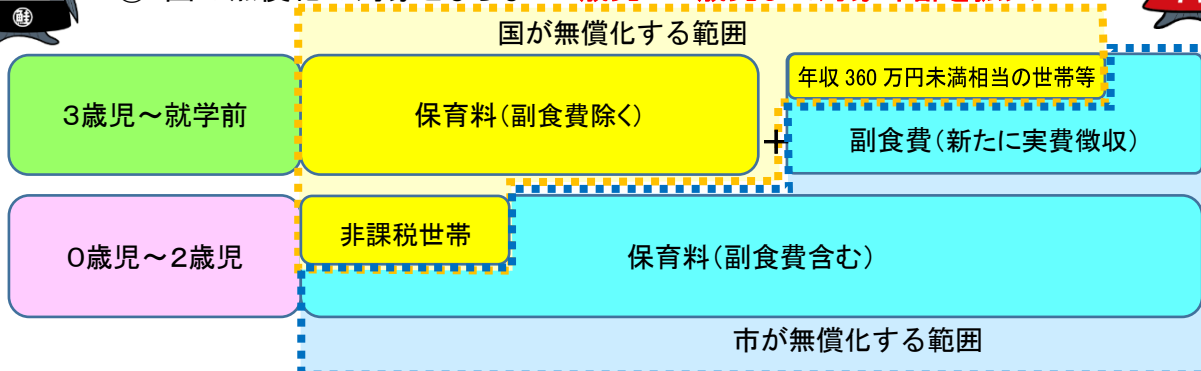 鮭
国が無償化する範囲
3歳児～就学前
保育料(副食費除く)
+
年収 360 万円未満相当の世帯等
副食費(新たに実費徴収)
0歳児～2歳児
非課税世帯
保育料(副食費含む)
市が無償化する範囲